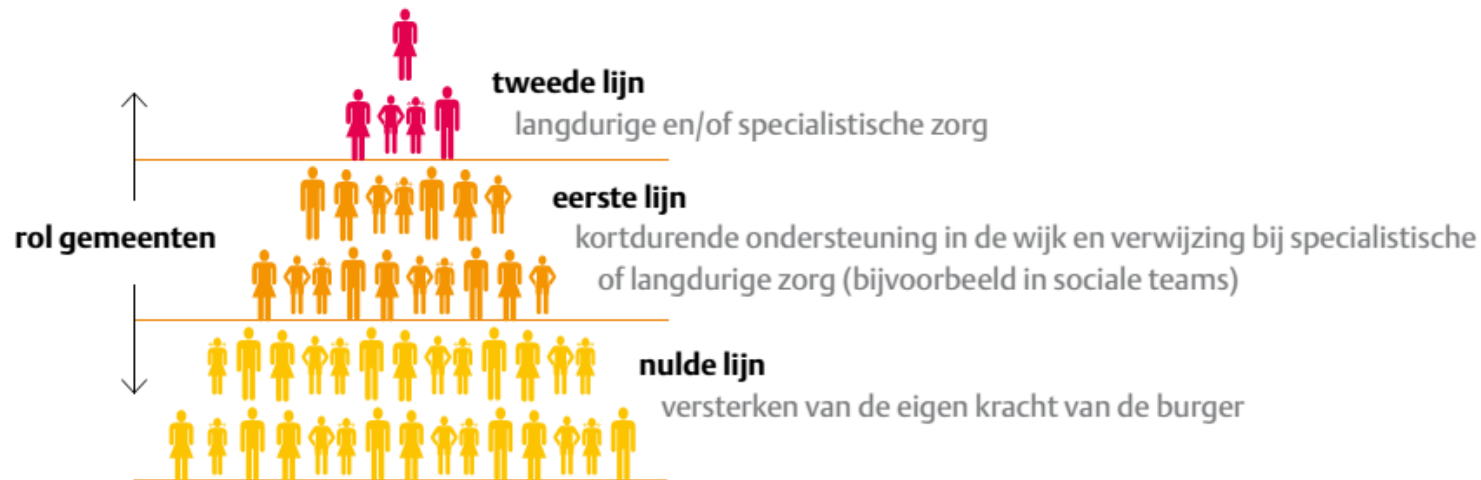 tweede lijn
langdurige en/of specialistische zorg
eerste lijn
rol gemeenten
kortdurende ondersteuning in de wijk en verwijzing bij specialistische
of langdurige zorg (bijvoorbeeld in sociale teams)
nulde lijn
versterken van de eigen kracht van de burger